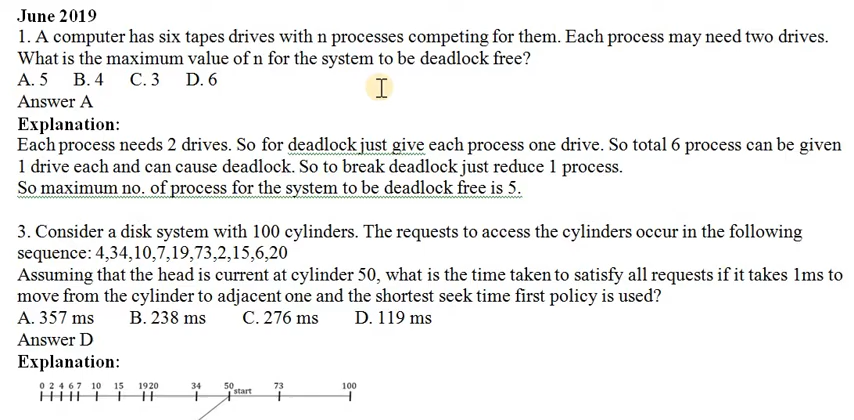 June 2019
1. A computer has six tapes drives with n processes competing for them. Each process may need two drives.
What is the maximum value of n for the system to be deadlock free?
A. 5 B. 4 C. 3 D. 6
Answer A
Explanation:
Each process needs 2 drives. So for deadlock just give each process one drive. So total 6 process can be given
1 drive each and can cause deadlock. So to break deadlock just reduce 1 process.
So maximum no. of process for the system to be deadlock free is 5.
3. Consider a disk system with 100 cylinders. The requests to access the cylinders occur in the following
sequence: 4,34,10,7,19,73,2,15,6,20
Assuming that the head is current at cylinder 50, what is the time taken to satisfy all requests if it takes 1ms to
move from the cylinder to adjacent one and the shortest seek time first policy is used?
A. 357 ms B. 238 ms C. 276 ms D. 119 ms
Answer D
Explanation:
0 2 4 6 7 10 15 19 20 34 50 73 100
start